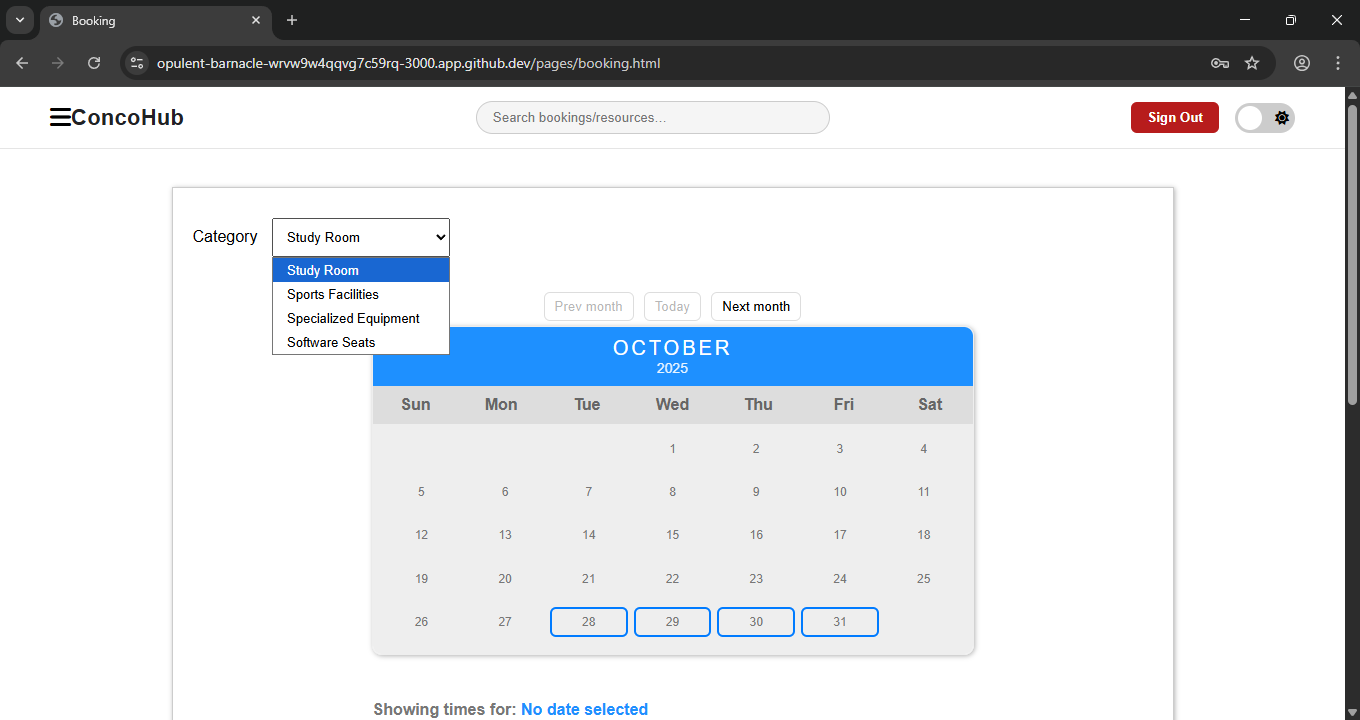 Booking
opulent-barnacle-wrvw9w4qqvg7c59rq-3000.app.github.dev/pages/booking.html
ConcoHub
Search bookings/resources...
Sign Out
Category
Study Room
Study Room
Sports Facilities
Specialized Equipment
Software Seats
Prev month Today Next month
OCTOBER
2025
Sun Mon Tue Wed Thu Fri Sat
1 2 3 4
5 6 7 8 9 10 11
12 13 14 15 16 17 18
19 20 21 22 23 24 25
26 27 28 29 30 31
Showing times for: No date selected